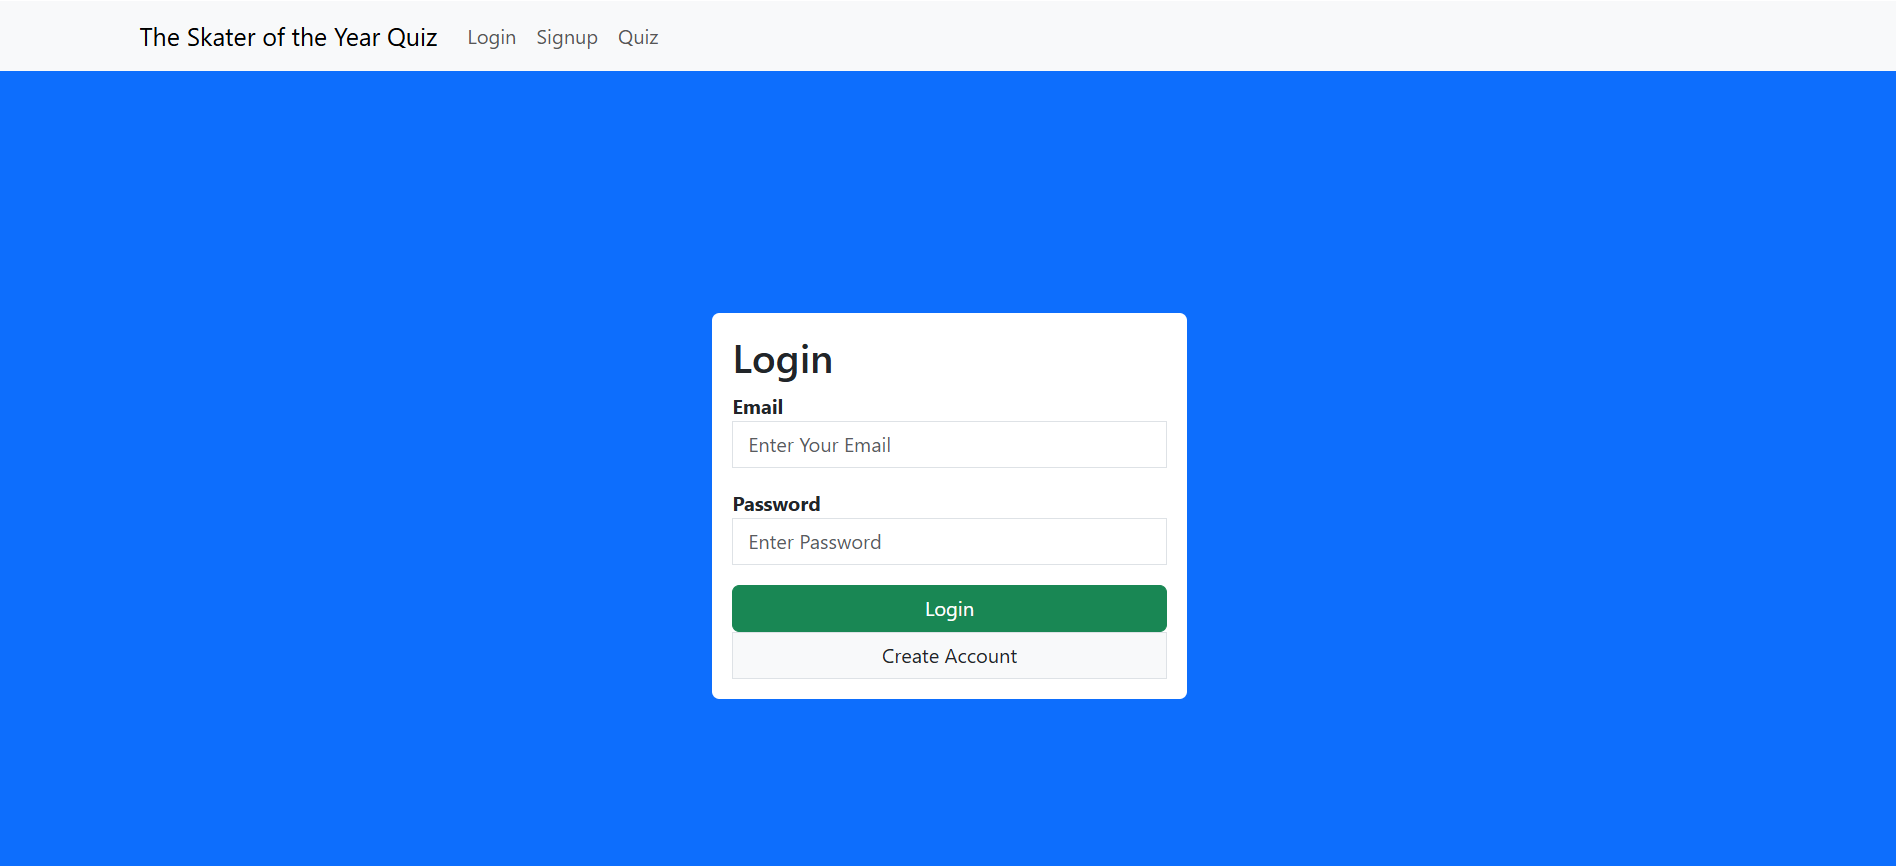 The Skater of the Year Quiz Login Signup Quiz
Login
Email
Enter Your Email
Password
Enter Password
Login
Create Account